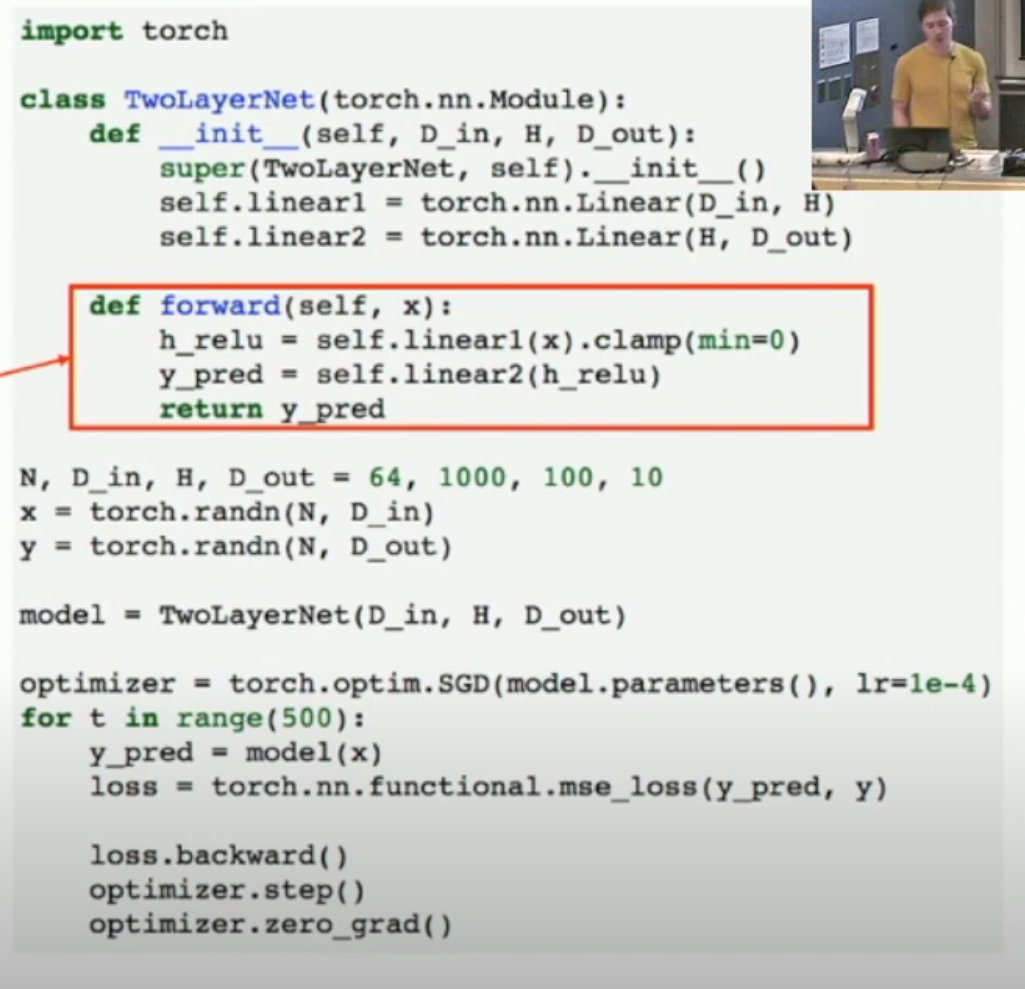 import torch
class TwoLayerNet(torch.nn.Module):
    def __init__(self, D_in, H, D_out):
        super(TwoLayerNet, self).__init__()
        self.linear1 = torch.nn.Linear(D_in, H)
        self.linear2 = torch.nn.Linear(H, D_out)
    def forward(self, x):
        h_relu = self.linear1(x).clamp(min=0)
        y_pred = self.linear2(h_relu)
        return y_pred
N, D_in, H, D_out = 64, 1000, 100, 10
x = torch.randn(N, D_in)
y = torch.randn(N, D_out)
model = TwoLayerNet(D_in, H, D_out)
optimizer = torch.optim.SGD(model.parameters(), lr=1e-4)
for t in range(500):
    y_pred = model(x)
    loss = torch.nn.functional.mse_loss(y_pred, y)
    loss.backward()
    optimizer.step()
    optimizer.zero_grad()